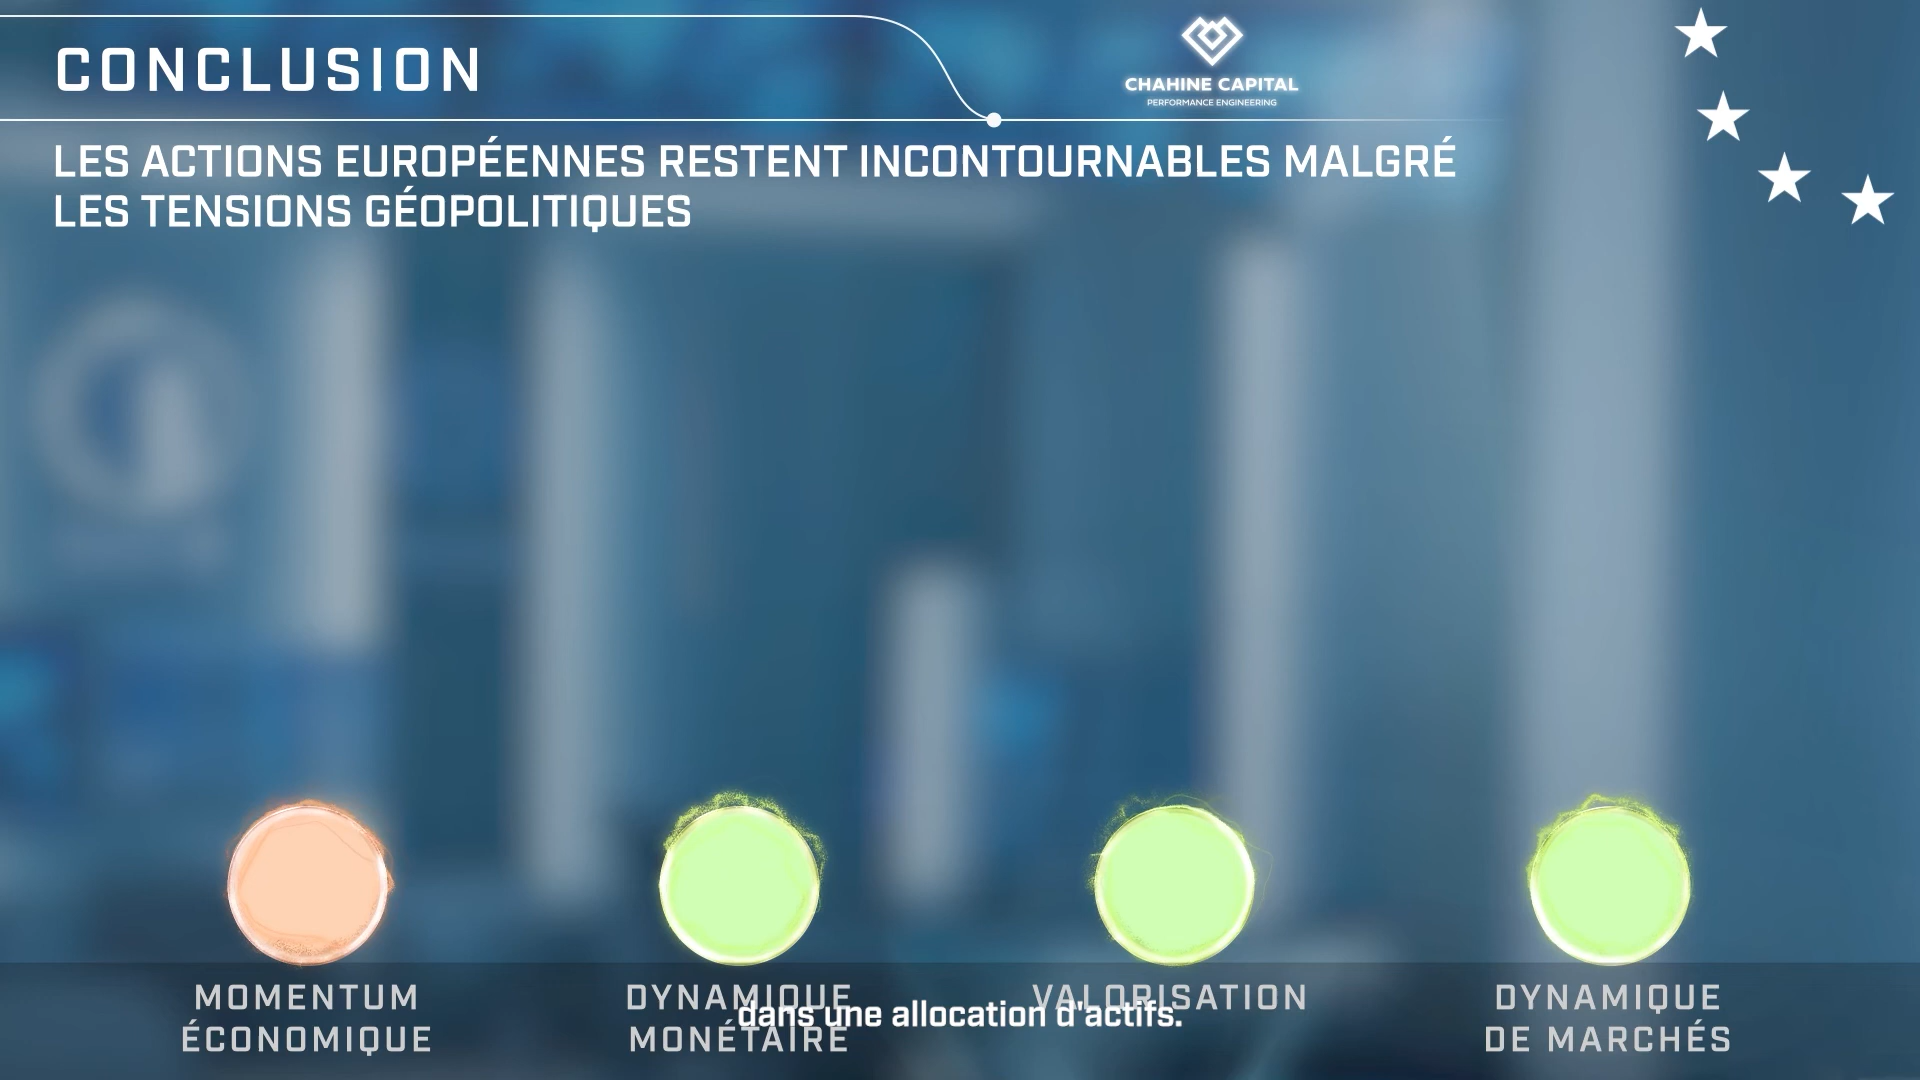 CONCLUSION
CHAHINE CAPITAL
PERFORMANCE ENGINEERING
LES ACTIONS EUROPÉENNES RESTENT INCONTOURNABLES MALGRÉ
LES TENSIONS GÉOPOLITIQUES
MOMENTUM
ÉCONOMIQUE
DYNAMIQUE
MONÉTAIRE
VALORISATION
DYNAMIQUE
DE MARCHÉS
dans une allocation d'actifs.